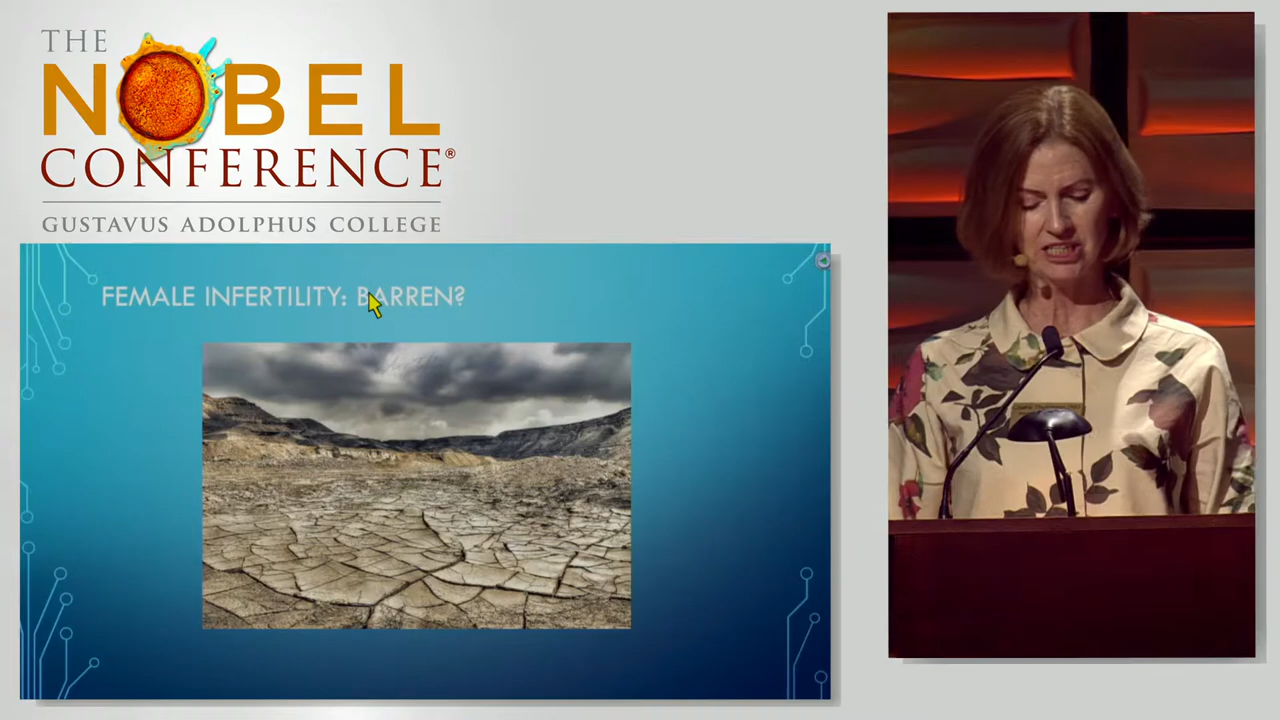 THE
NOBEL
CONFERENCE®
GUSTAVUS ADOLPHUS COLLEGE
FEMALE INFERTILITY: BARREN?